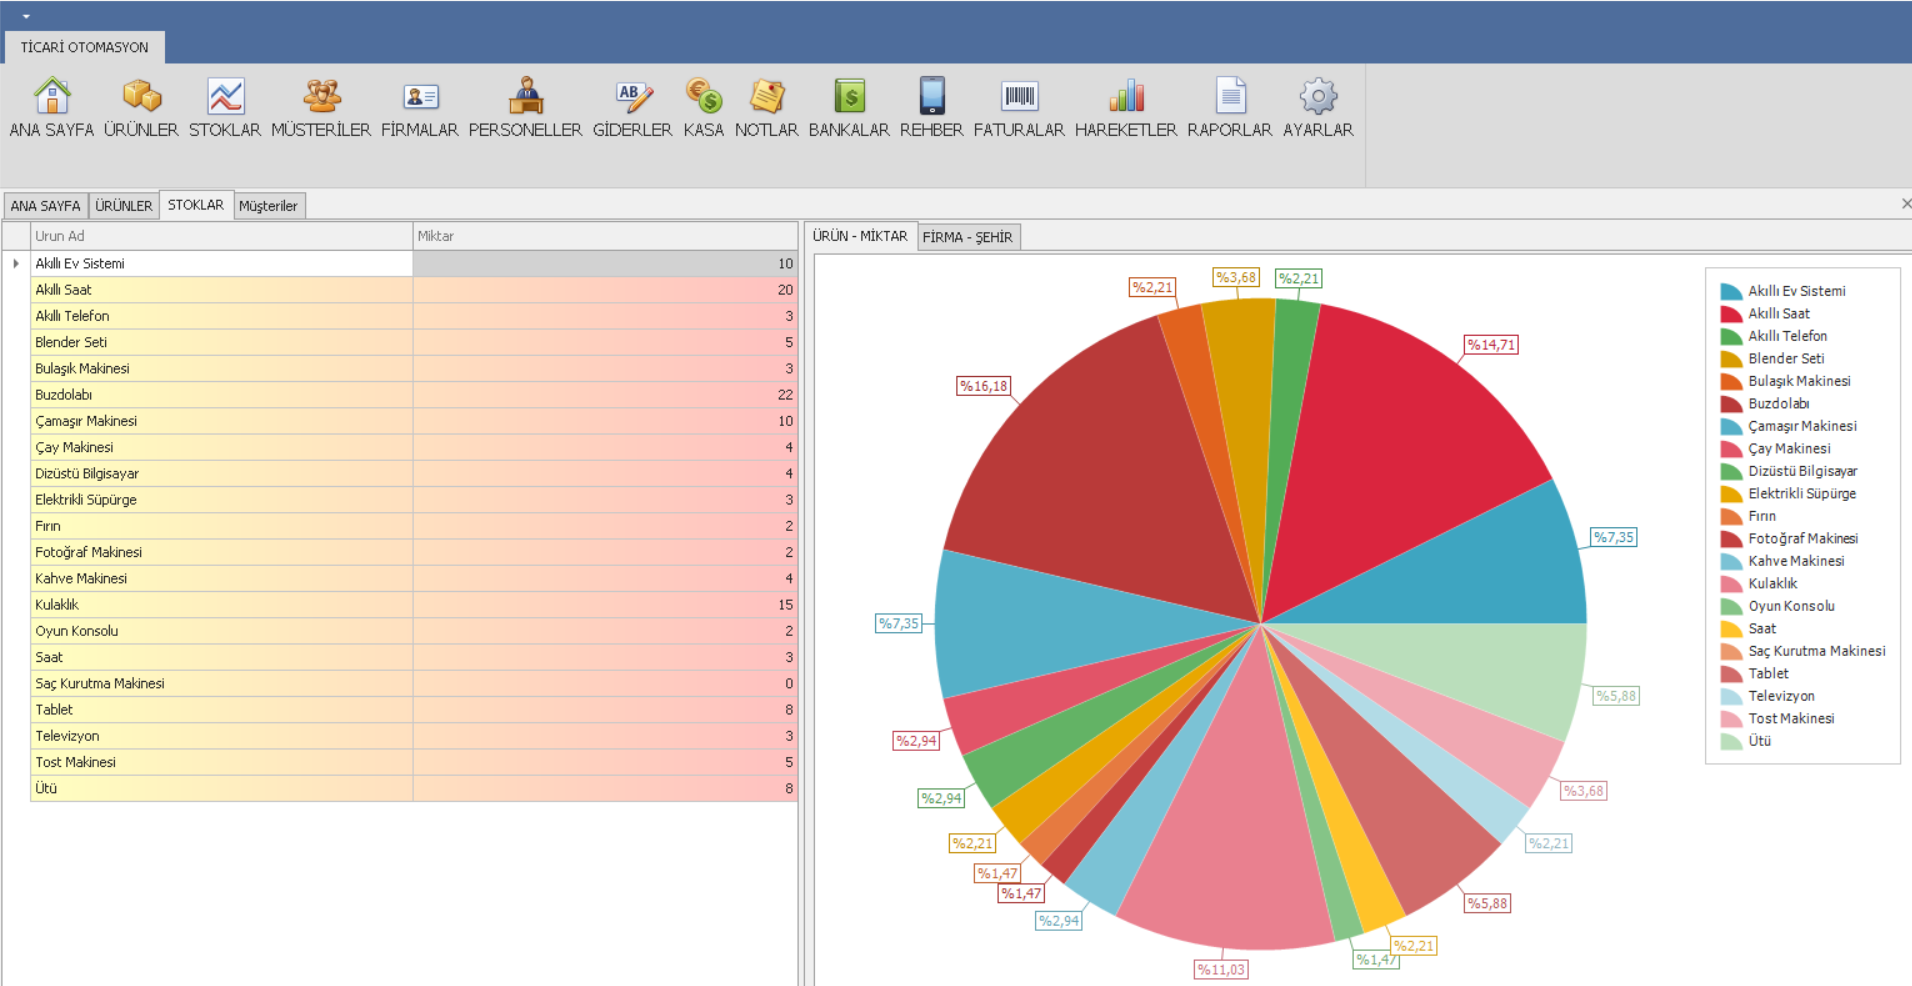 TİCARİ OTOMASYON
ANA SAYFA ÜRÜNLER STOKLAR MÜSTERİLER FİRMALAR PERSONELLER GİDERLER KASA NOTLAR BANKALAR REHBER FATURALAR HAREKETLER RAPORLAR AYARLAR
ANA SAYFA ÜRÜNLER STOKLAR Müşteriler
Urun Ad Miktar
Akıllı Ev Sistemi 10
Akıllı Saat 20
Akıllı Telefon 3
Blender Seti 5
Bulaşık Makinesi 3
Buzdolabı 22
Çamaşır Makinesi 10
Çay Makinesi 4
Dizüstü Bilgisayar 4
Elektrikli Süpürge 3
Fırın 2
Fotoğraf Makinesi 2
Kahve Makinesi 4
Kulaklık 15
Oyun Konsolu 2
Saat 3
Saç Kurutma Makinesi 0
Tablet 8
Televizyon 3
Tost Makinesi 5
Ütü 8
ÜRÜN - MİKTAR FİRMA - ŞEHİR
%2,21
%3,68
%2,21
%14,71
%16,18
%7,35
%7,35
%5,88
%2,94
%3,68
%2,94
%2,21
%2,21
%1,47
%1,47
%5,88
%2,94
%2,21
%1,47
%11,03
Akıllı Ev Sistemi
Akıllı Saat
Akıllı Telefon
Blender Seti
Bulaşık Makinesi
Buzdolabı
Çamaşır Makinesi
Çay Makinesi
Dizüstü Bilgisayar
Elektrikli Süpürge
Fırın
Fotoğraf Makinesi
Kahve Makinesi
Kulaklık
Oyun Konsolu
Saat
Saç Kurutma Makinesi
Tablet
Televizyon
Tost Makinesi
Ütü